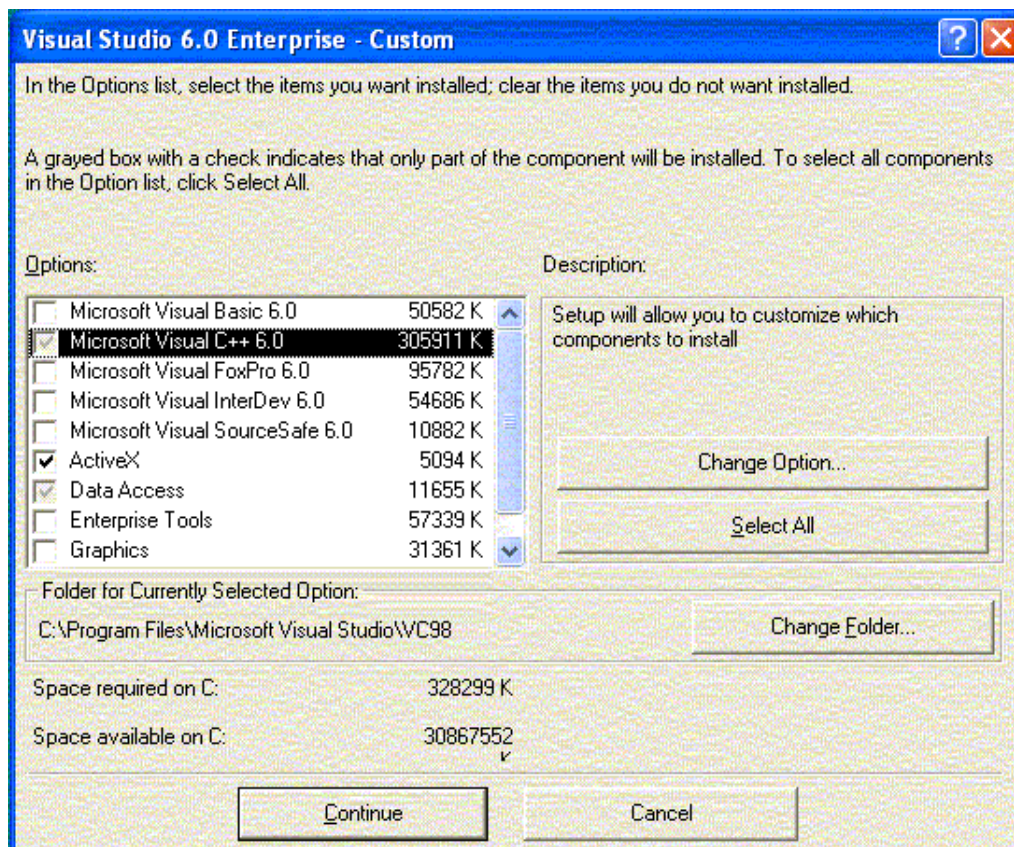 Visual Studio 6.0 Enterprise - Custom
In the Options list, select the items you want installed; clear the items you do not want installed.
A grayed box with a check indicates that only part of the component will be installed. To select all components
in the Option list, click Select All.
Options:
Description:
Microsoft Visual Basic 6.0 50582 K
Microsoft Visual C++ 6.0 305911 K
Microsoft Visual FoxPro 6.0 95782 K
Microsoft Visual InterDev 6.0 54686 K
Microsoft Visual SourceSafe 6.0 10882 K
ActiveX 5094 K
Data Access 11655 K
Enterprise Tools 57339 K
Graphics 31361 K
Setup will allow you to customize which
components to install
Change Option...
Select All
Folder for Currently Selected Option:
C:\Program Files\Microsoft Visual Studio\VC98
Change Folder...
Space required on C: 328299 K
Space available on C: 30867552
K
Continue
Cancel